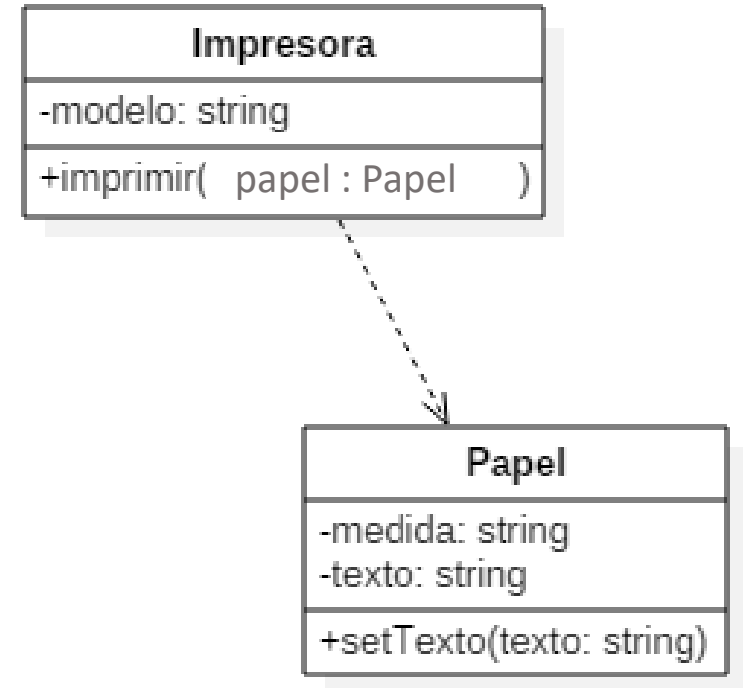 Impresora
-modelo: string
+imprimir( papel : Papel )
Papel
-medida: string
-texto: string
+setTexto(texto: string)